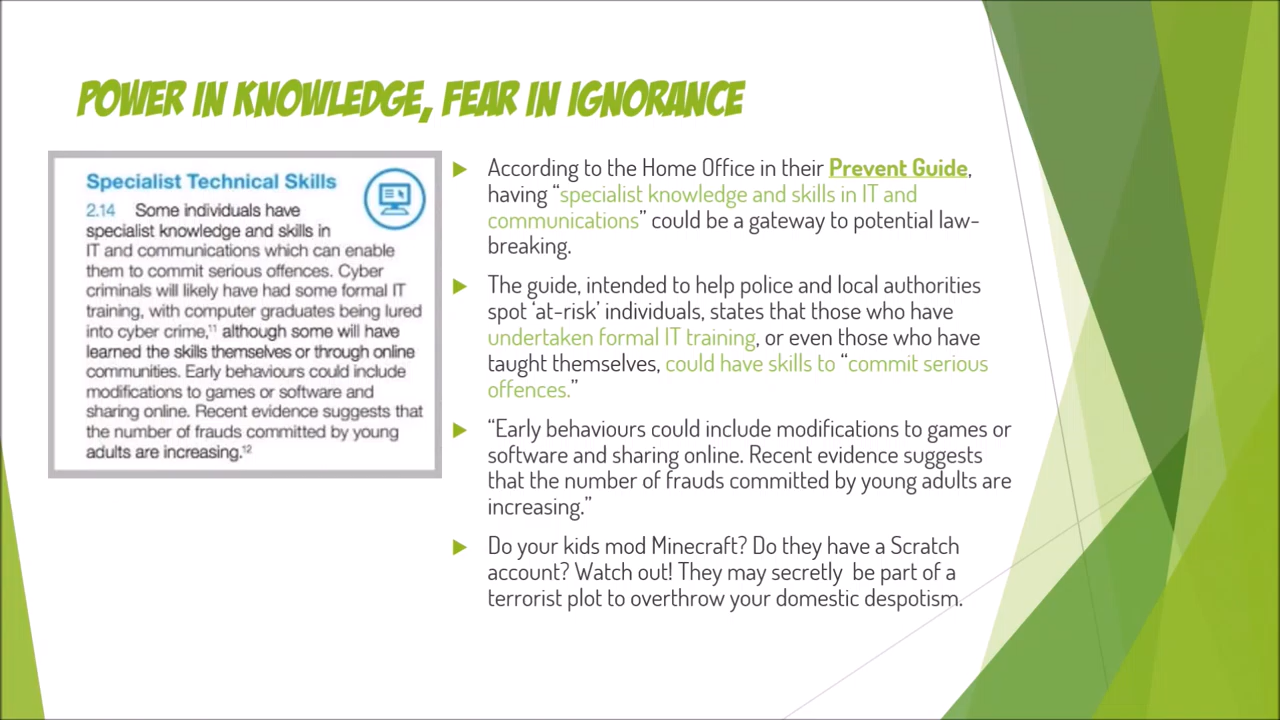 POWER IN KNOWLEDGE, FEAR IN IGNORANCE
Specialist Technical Skills
2.14 Some individuals have
specialist knowledge and skills in
IT and communications which can enable
them to commit serious offences. Cyber
criminals will likely have had some formal IT
training, with computer graduates being lured
into cyber crime,¹¹ although some will have
learned the skills themselves or through online
communities. Early behaviours could include
modifications to games or software and
sharing online. Recent evidence suggests that
the number of frauds committed by young
adults are increasing.¹²
According to the Home Office in their Prevent Guide,
having “specialist knowledge and skills in IT and
communications” could be a gateway to potential law-
breaking.
The guide, intended to help police and local authorities
spot ‘at-risk’ individuals, states that those who have
undertaken formal IT training, or even those who have
taught themselves, could have skills to “commit serious
offences.”
“Early behaviours could include modifications to games or
software and sharing online. Recent evidence suggests
that the number of frauds committed by young adults are
increasing.”
Do your kids mod Minecraft? Do they have a Scratch
account? Watch out! They may secretly be part of a
terrorist plot to overthrow your domestic despotism.